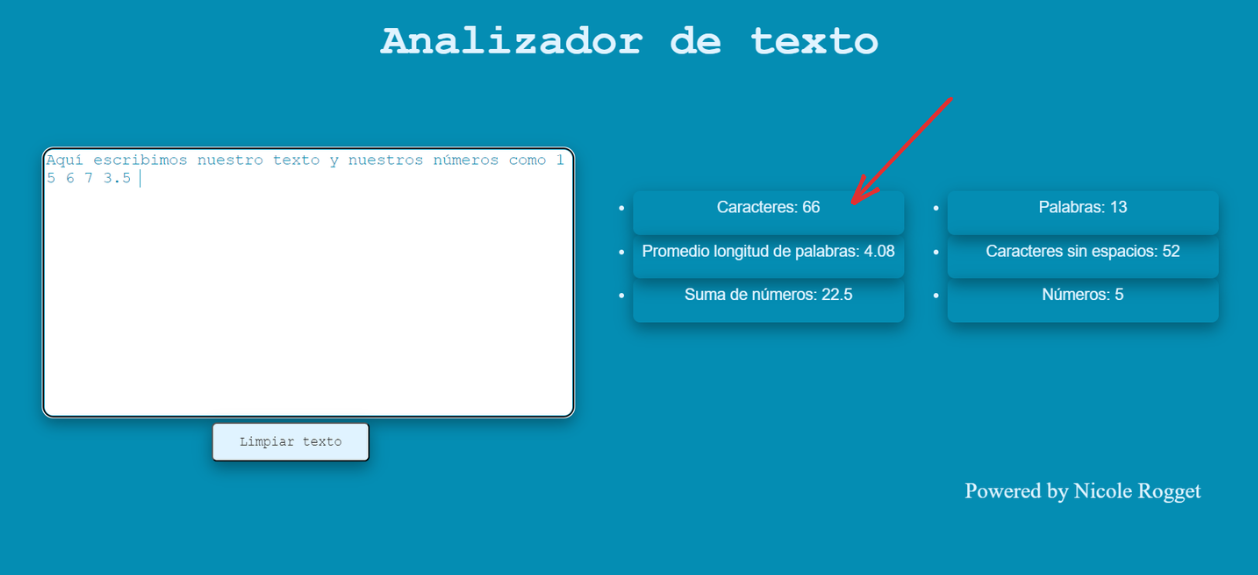 Analizador de texto
Aquí escribimos nuestro texto y nuestros números como 1
5 6 7 3.5
Caracteres: 66
Palabras: 13
Promedio longitud de palabras: 4.08
Caracteres sin espacios: 52
Suma de números: 22.5
Números: 5
Limpiar texto
Powered by Nicole Rogget